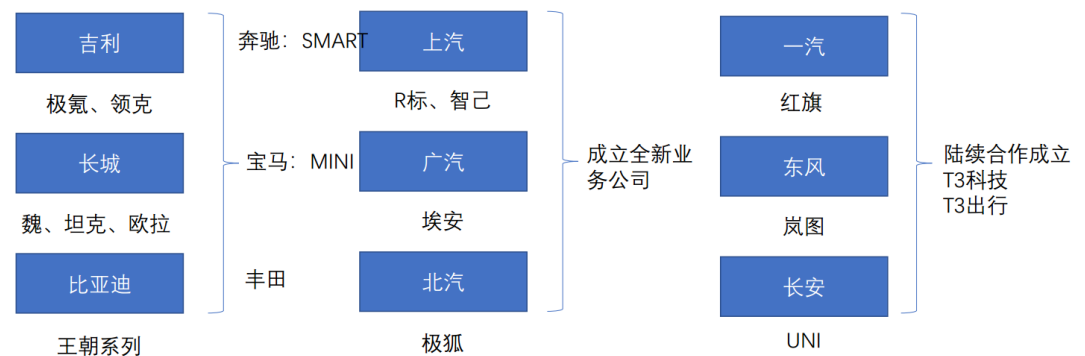 吉利
极氪、领克
长城
魏、坦克、欧拉
比亚迪
王朝系列
奔驰：SMART
宝马：MINI
丰田
上汽
R标、智己
广汽
埃安
北汽
极狐
成立全新业
务公司
一汽
红旗
东风
岚图
长安
UNI
陆续合作成立
T3科技
T3出行